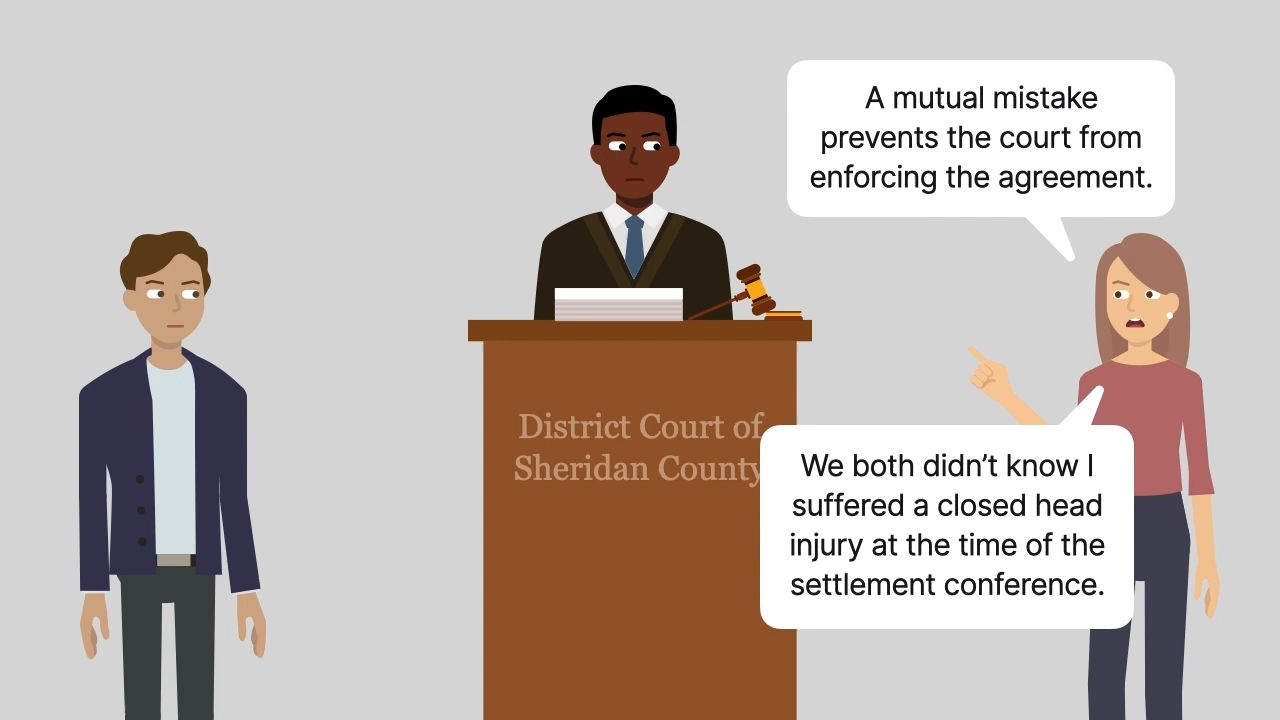 A mutual mistake
prevents the court from
enforcing the agreement.
District Court of
Sheridan County
We both didn’t know I
suffered a closed head
injury at the time of the
settlement conference.